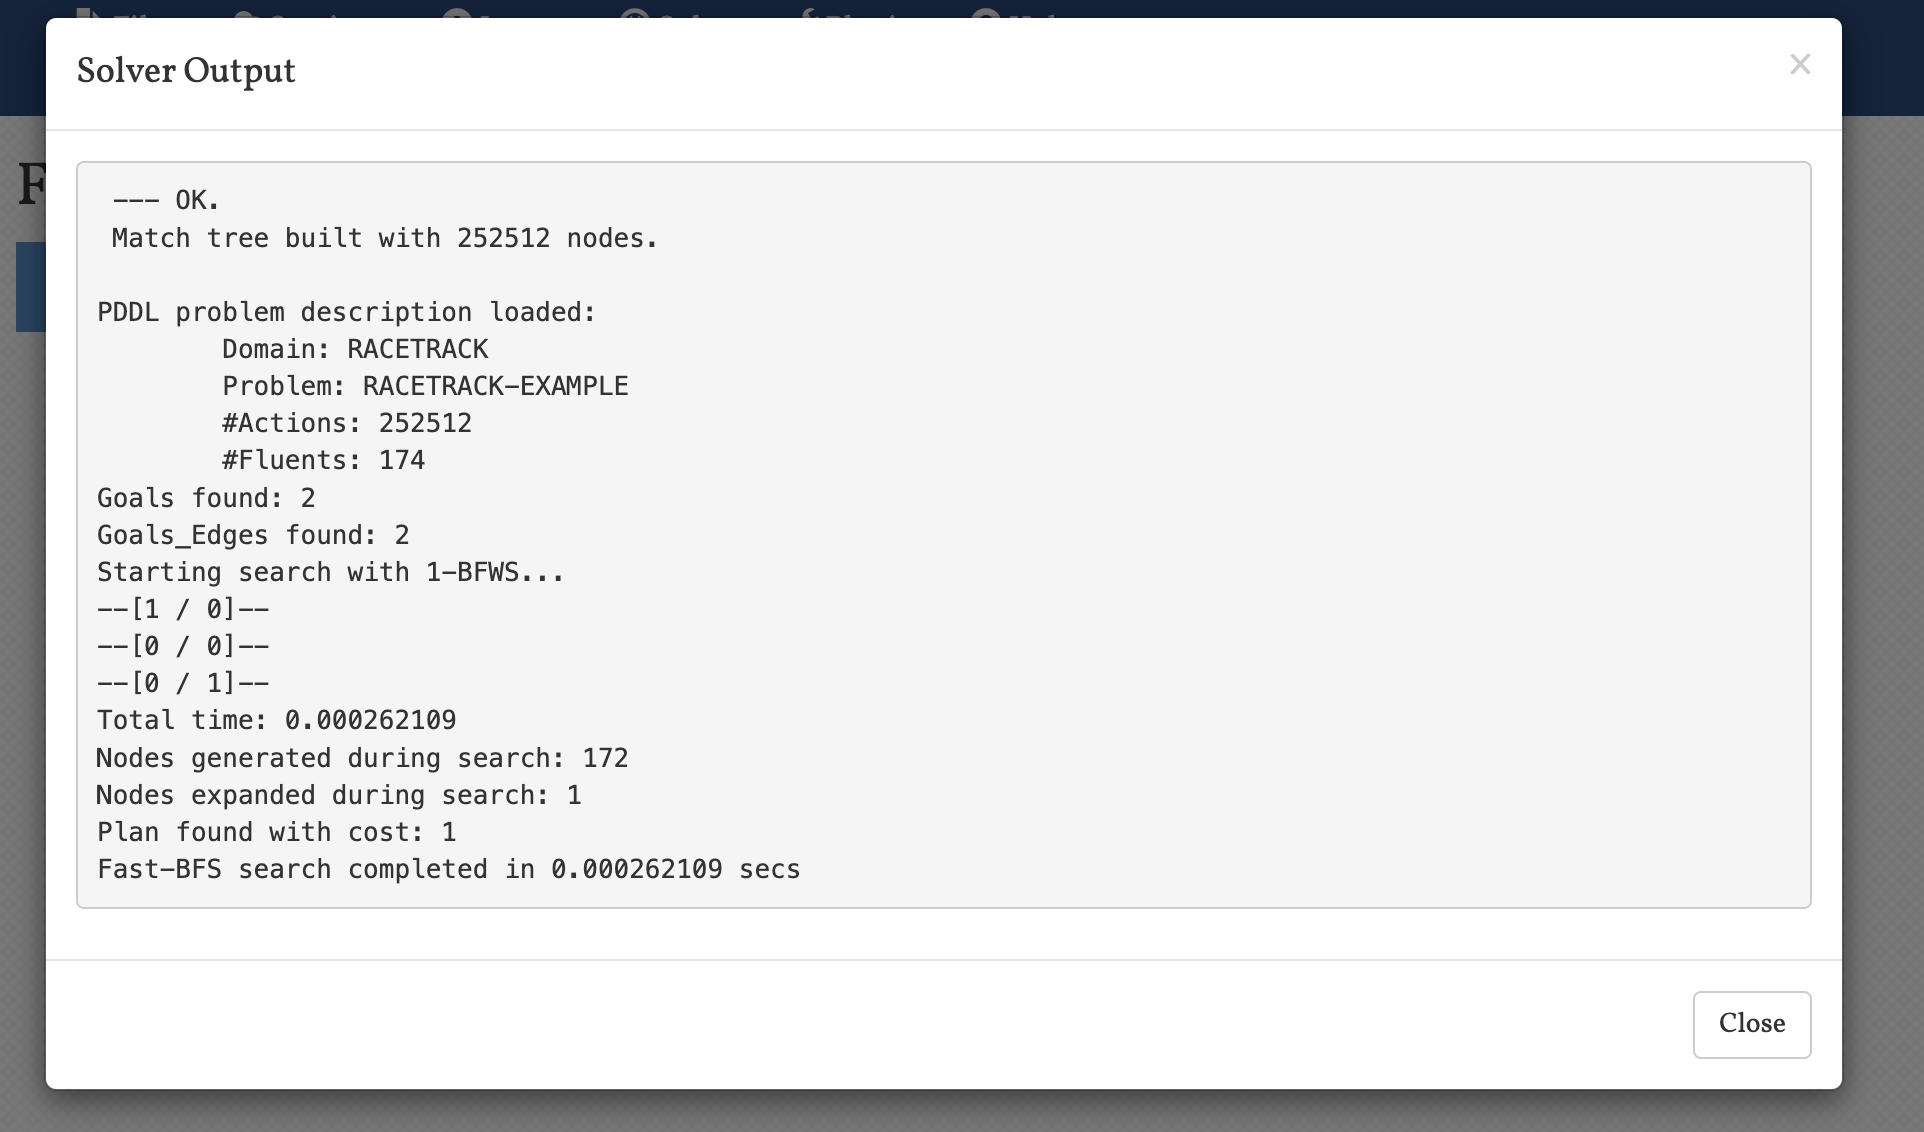 Solver Output
×
--- OK.
Match tree built with 252512 nodes.
PDDL problem description loaded:
Domain: RACETRACK
Problem: RACETRACK-EXAMPLE
#Actions: 252512
#Fluents: 174
Goals found: 2
Goals_Edges found: 2
Starting search with 1-BFWS...
--[1 / 0]--
--[0 / 0]--
--[0 / 1]--
Total time: 0.000262109
Nodes generated during search: 172
Nodes expanded during search: 1
Plan found with cost: 1
Fast-BFS search completed in 0.000262109 secs
Close